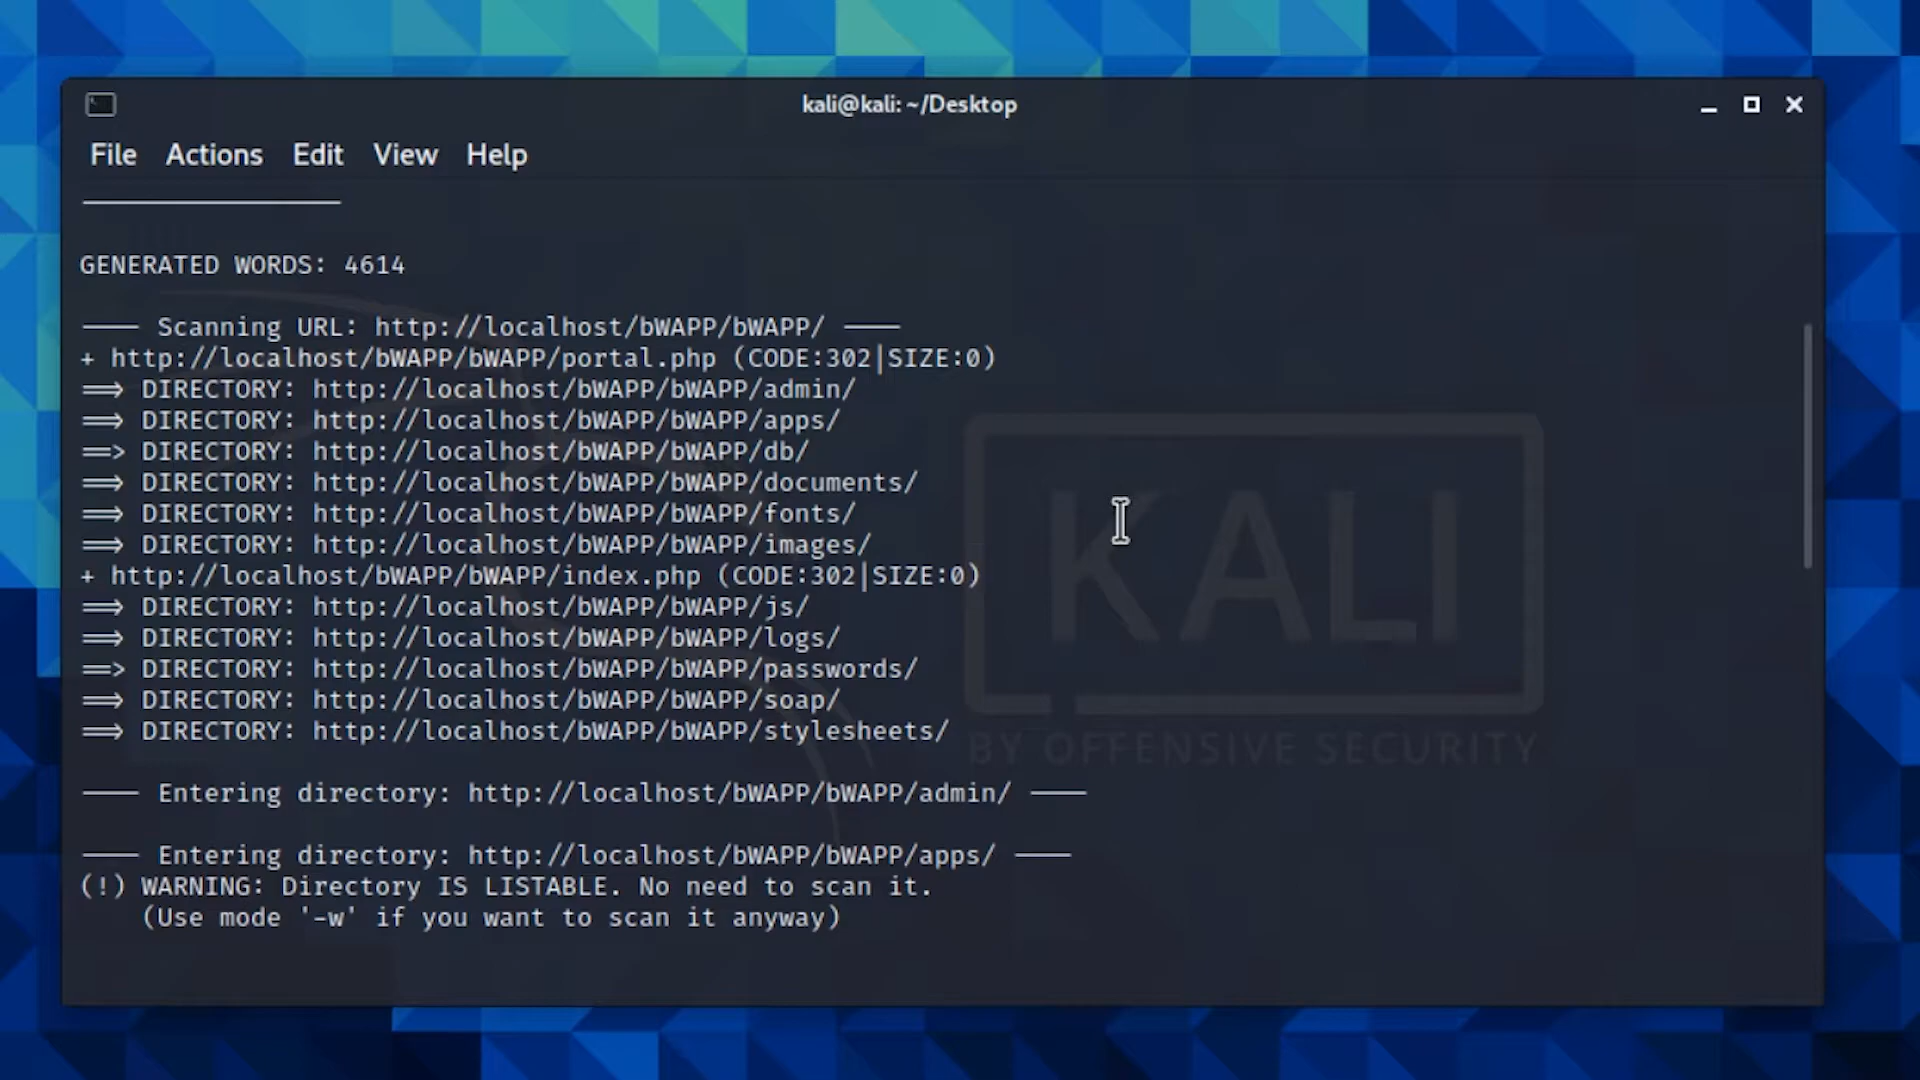 kali@kali: ~/Desktop
File Actions Edit View Help
GENERATED WORDS: 4614
---- Scanning URL: http://localhost/bWAPP/bWAPP/ ----
+ http://localhost/bWAPP/bWAPP/portal.php (CODE:302|SIZE:0)
==> DIRECTORY: http://localhost/bWAPP/bWAPP/admin/
==> DIRECTORY: http://localhost/bWAPP/bWAPP/apps/
==> DIRECTORY: http://localhost/bWAPP/bWAPP/db/
==> DIRECTORY: http://localhost/bWAPP/bWAPP/documents/
==> DIRECTORY: http://localhost/bWAPP/bWAPP/fonts/
==> DIRECTORY: http://localhost/bWAPP/bWAPP/images/
+ http://localhost/bWAPP/bWAPP/index.php (CODE:302|SIZE:0)
==> DIRECTORY: http://localhost/bWAPP/bWAPP/js/
==> DIRECTORY: http://localhost/bWAPP/bWAPP/logs/
==> DIRECTORY: http://localhost/bWAPP/bWAPP/passwords/
==> DIRECTORY: http://localhost/bWAPP/bWAPP/soap/
==> DIRECTORY: http://localhost/bWAPP/bWAPP/stylesheets/
---- Entering directory: http://localhost/bWAPP/bWAPP/admin/ ----
---- Entering directory: http://localhost/bWAPP/bWAPP/apps/ ----
(!) WARNING: Directory IS LISTABLE. No need to scan it.
(Use mode '-w' if you want to scan it anyway)
KALI
BY OFFENSIVE SECURITY